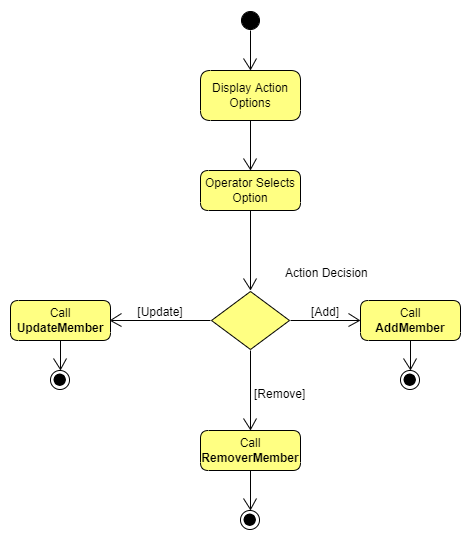 Display Action
Options
Operator Selects
Option
Action Decision
[Update]
[Add]
Call
UpdateMember
Call
AddMember
[Remove]
Call
RemoverMember